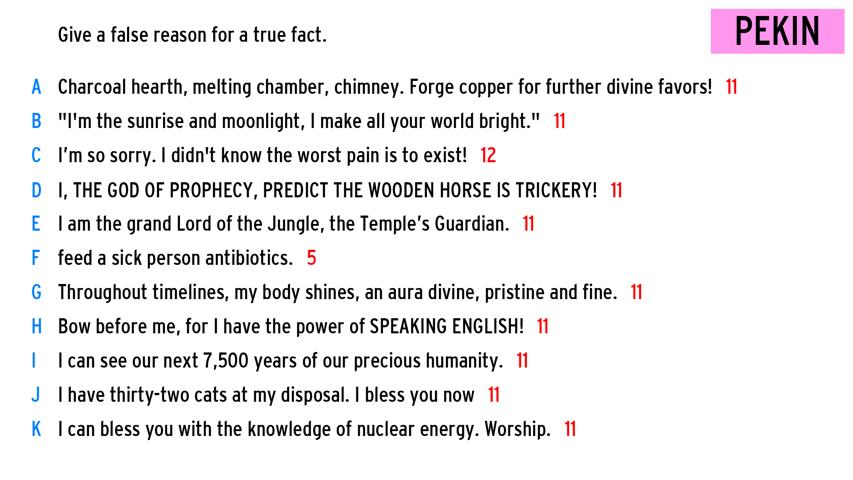 Give a false reason for a true fact.
PEKIN
A Charcoal hearth, melting chamber, chimney. Forge copper for further divine favors! 11
B "I'm the sunrise and moonlight, I make all your world bright." 11
C I'm so sorry. I didn't know the worst pain is to exist! 12
D I, THE GOD OF PROPHECY, PREDICT THE WOODEN HORSE IS TRICKERY! 11
E I am the grand Lord of the Jungle, the Temple's Guardian. 11
F feed a sick person antibiotics. 5
G Throughout timelines, my body shines, an aura divine, pristine and fine. 11
H Bow before me, for I have the power of SPEAKING ENGLISH! 11
I I can see our next 7,500 years of our precious humanity. 11
J I have thirty-two cats at my disposal. I bless you now 11
K I can bless you with the knowledge of nuclear energy. Worship. 11